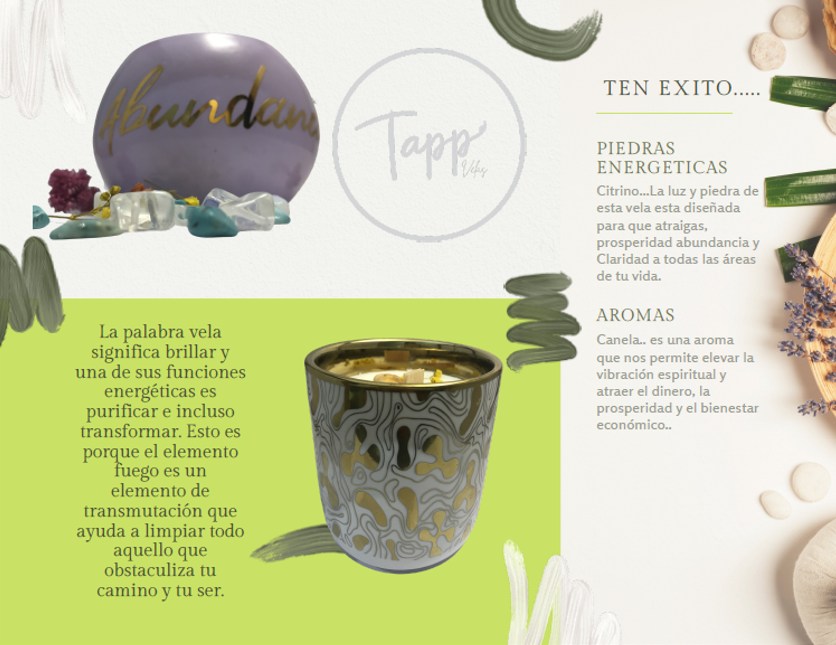 Abundan
Tapp
Velas
TEN EXITO.....
PIEDRAS
ENERGETICAS
Citrino...La luz y piedra de
esta vela esta diseñada
para que atraigas,
prosperidad abundancia y
Claridad a todas las áreas
de tu vida.
AROMAS
Canela.. es una aroma
que nos permite elevar la
vibración espiritual y
atraer el dinero, la
prosperidad y el bienestar
económico..
La palabra vela
significa brillar y
una de sus funciones
energéticas es
purificar e incluso
transformar. Esto es
porque el elemento
fuego es un
elemento de
transmutación que
ayuda a limpiar todo
aquello que
obstaculiza tu
camino y tu ser.